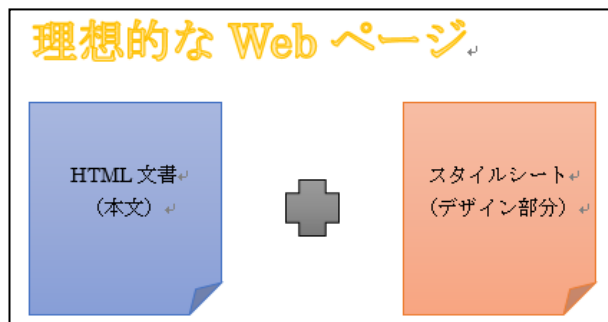 理想的な Web ページ
HTML 文書
（本文）
スタイルシート
（デザイン部分）